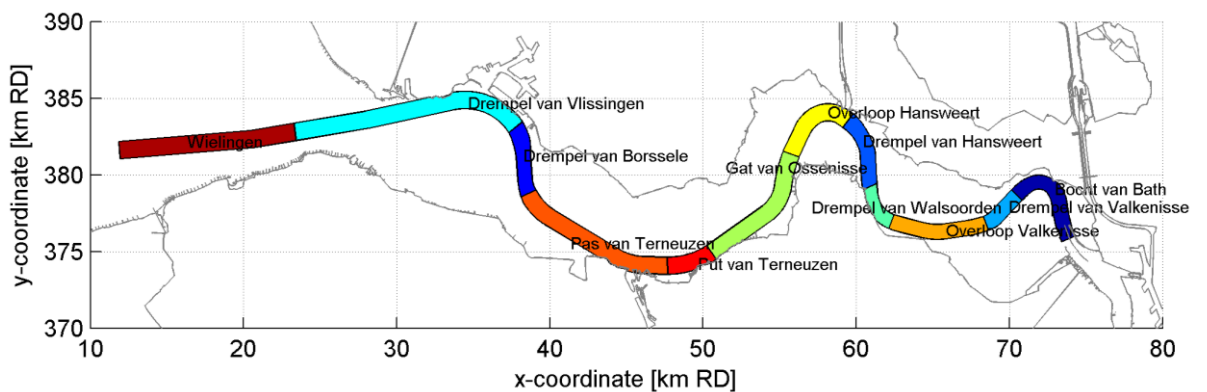 390
385
380
375
370
y-coordinate [km RD]
Wielingen
Drempel van Vlissingen
Drempel van Borssele
Pas van Terneuzen
Put van Terneuzen
Gat van Ossenisse
Overloop Hansweert
Drempel van Hansweert
Drempel van Walsoorden
Overloop Valkenisse
Drempel van Valkenisse
Bocht van Bath
10 20 30 40 50 60 70 80
x-coordinate [km RD]